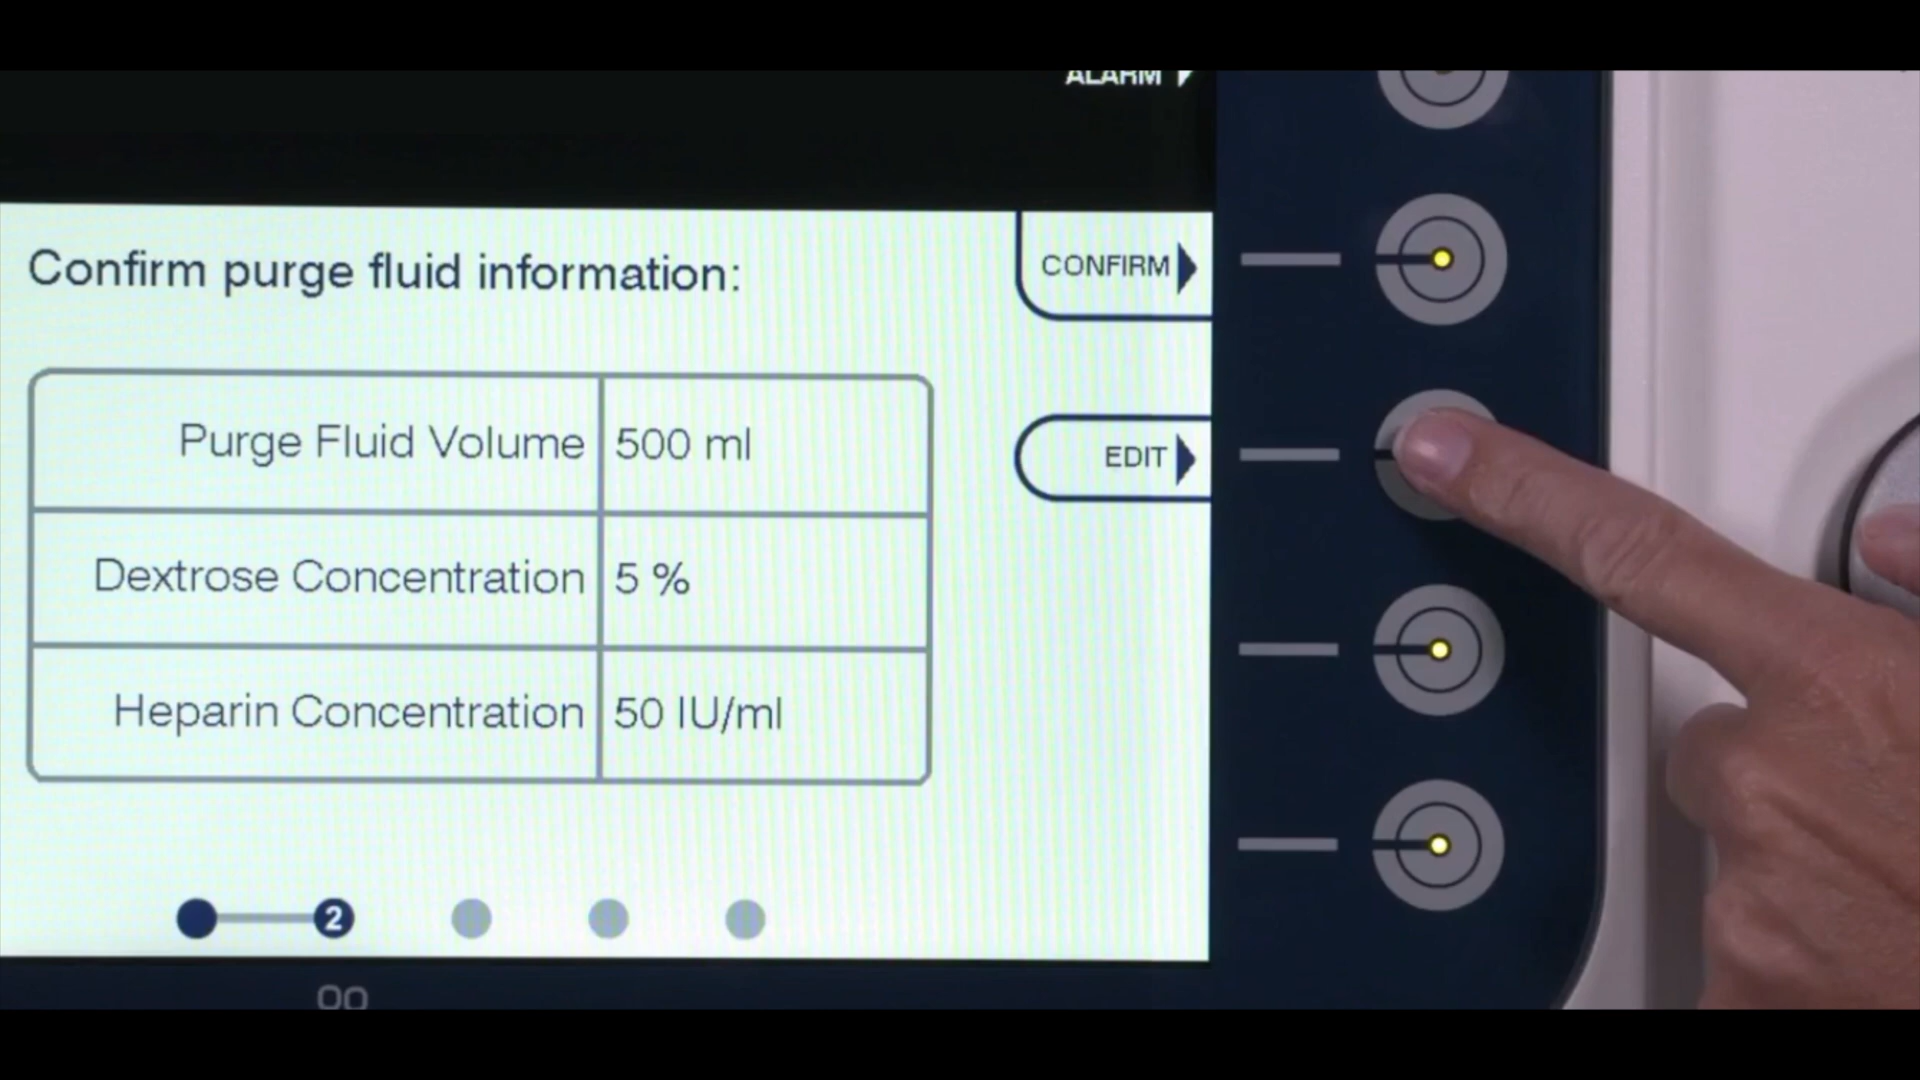 ALARM
Confirm purge fluid information:
CONFIRM
Purge Fluid Volume 500 ml
EDIT
Dextrose Concentration 5 %
Heparin Concentration 50 IU/ml
2